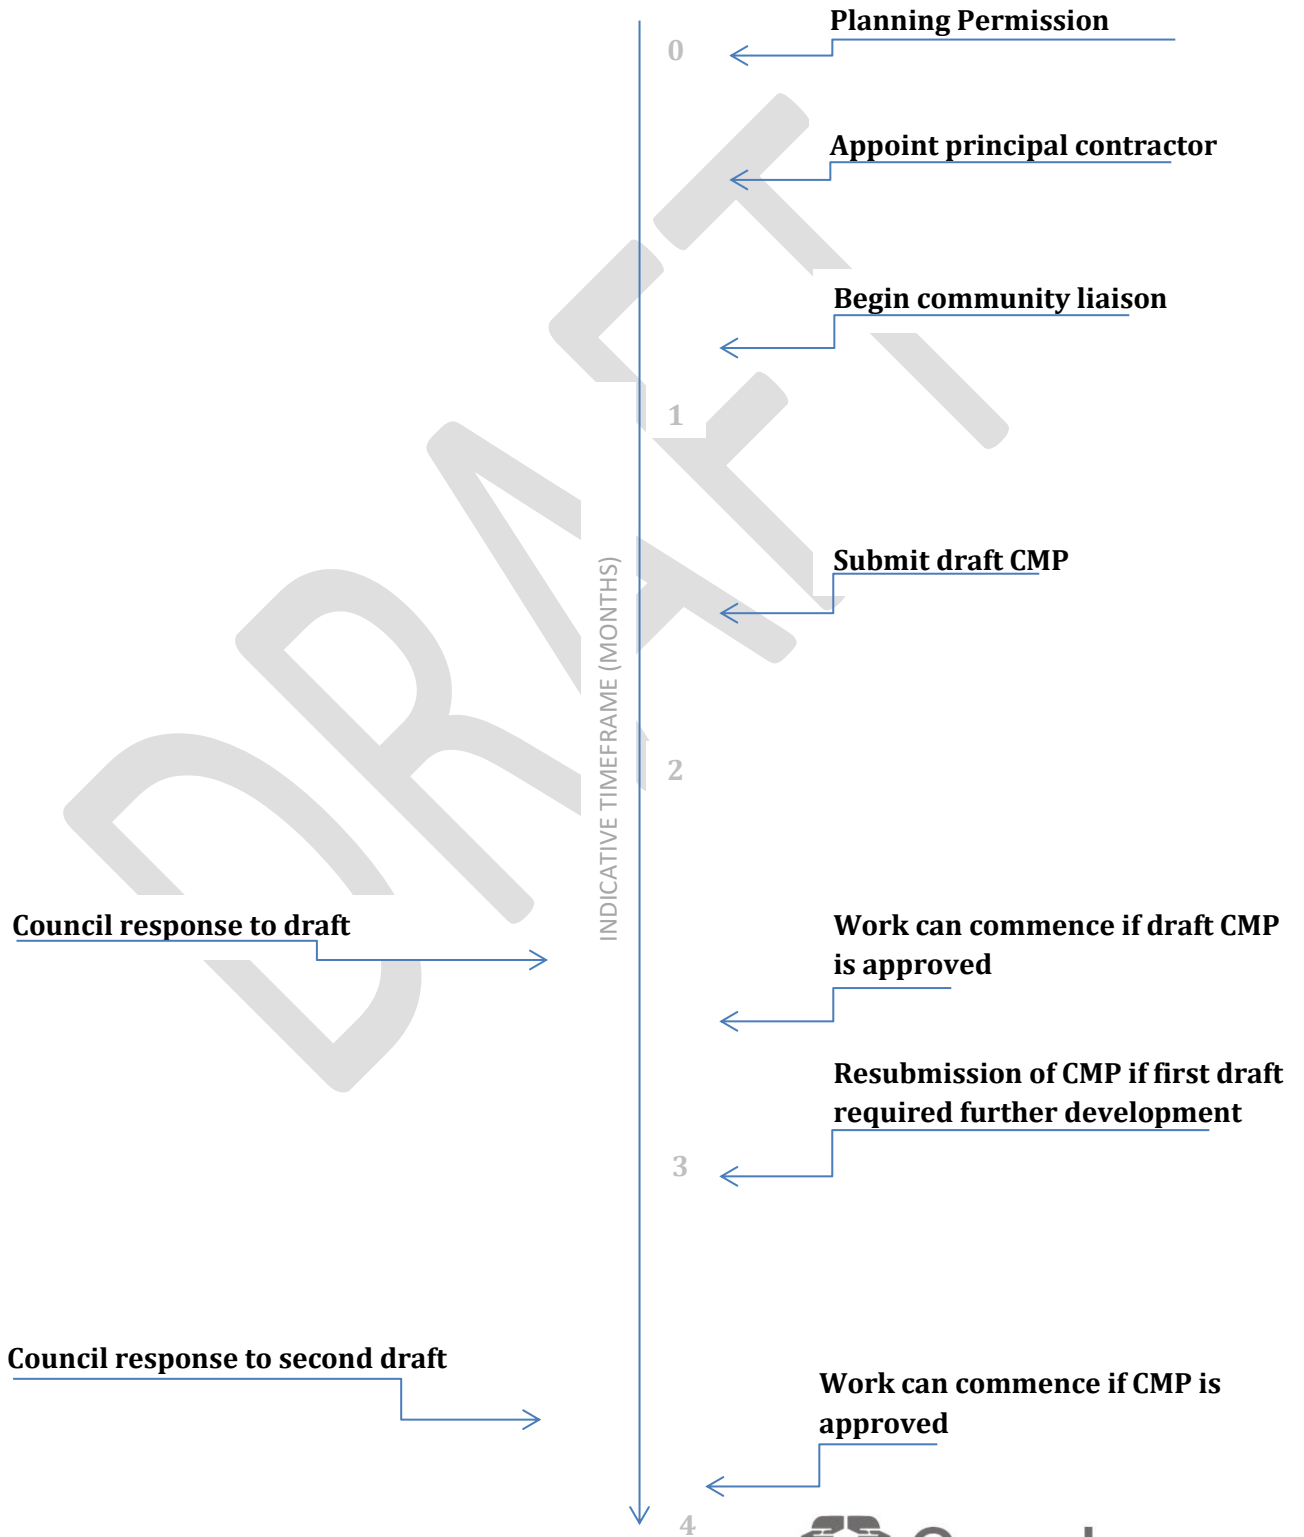 Planning Permission
0
Appoint principal contractor
Begin community liaison
1
Submit draft CMP
INDICATIVE TIMEFRAME (MONTHS)
2
Council response to draft
Work can commence if draft CMP
is approved
Resubmission of CMP if first draft
required further development
3
Council response to second draft
Work can commence if CMP is
approved
4
DRAFT